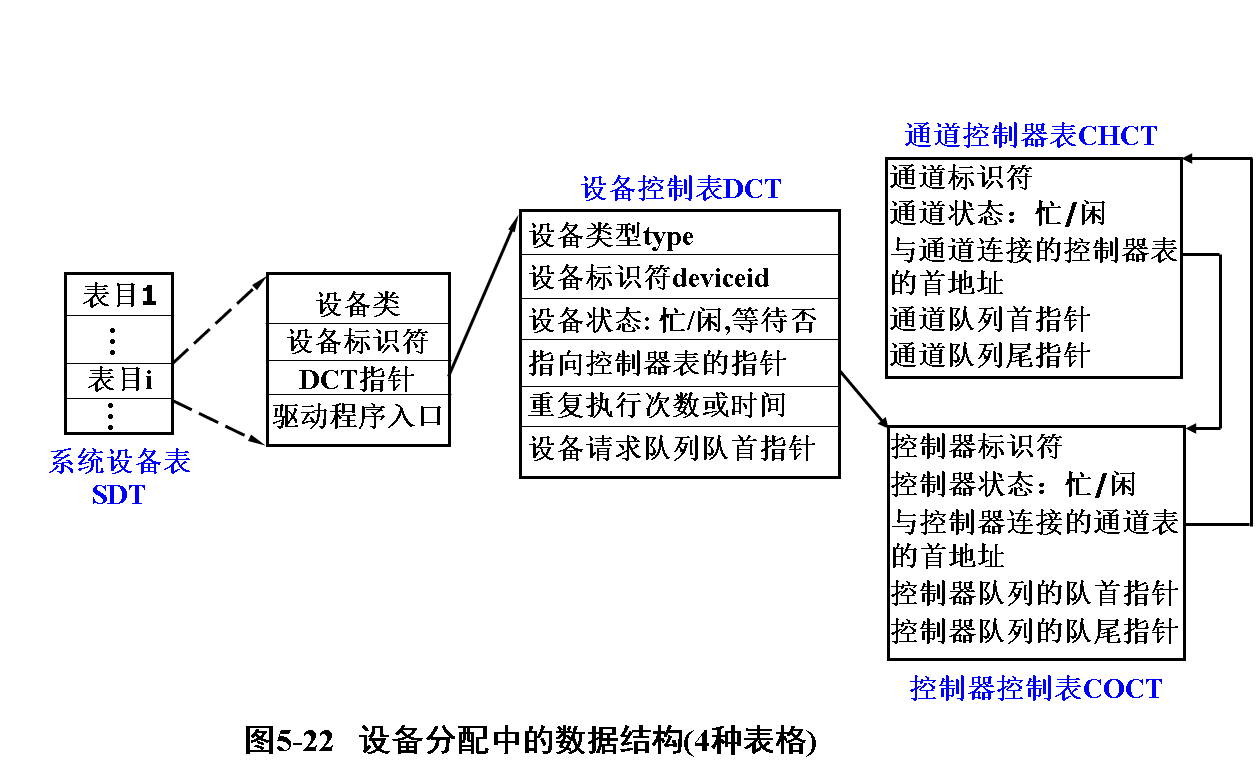 表目1
⋮
表目i
⋮
系统设备表
SDT
设备类
设备标识符
DCT指针
驱动程序入口
设备控制表DCT
设备类型type
设备标识符deviceid
设备状态: 忙/闲,等待否
指向控制器表的指针
重复执行次数或时间
设备请求队列队首指针
通道控制器表CHCT
通道标识符
通道状态：忙/闲
与通道连接的控制器表
的首地址
通道队列首指针
通道队列尾指针
控制器标识符
控制器状态：忙/闲
与控制器连接的通道表
的首地址
控制器队列的队首指针
控制器队列的队尾指针
控制器控制表COCT
图5-22 设备分配中的数据结构(4种表格)